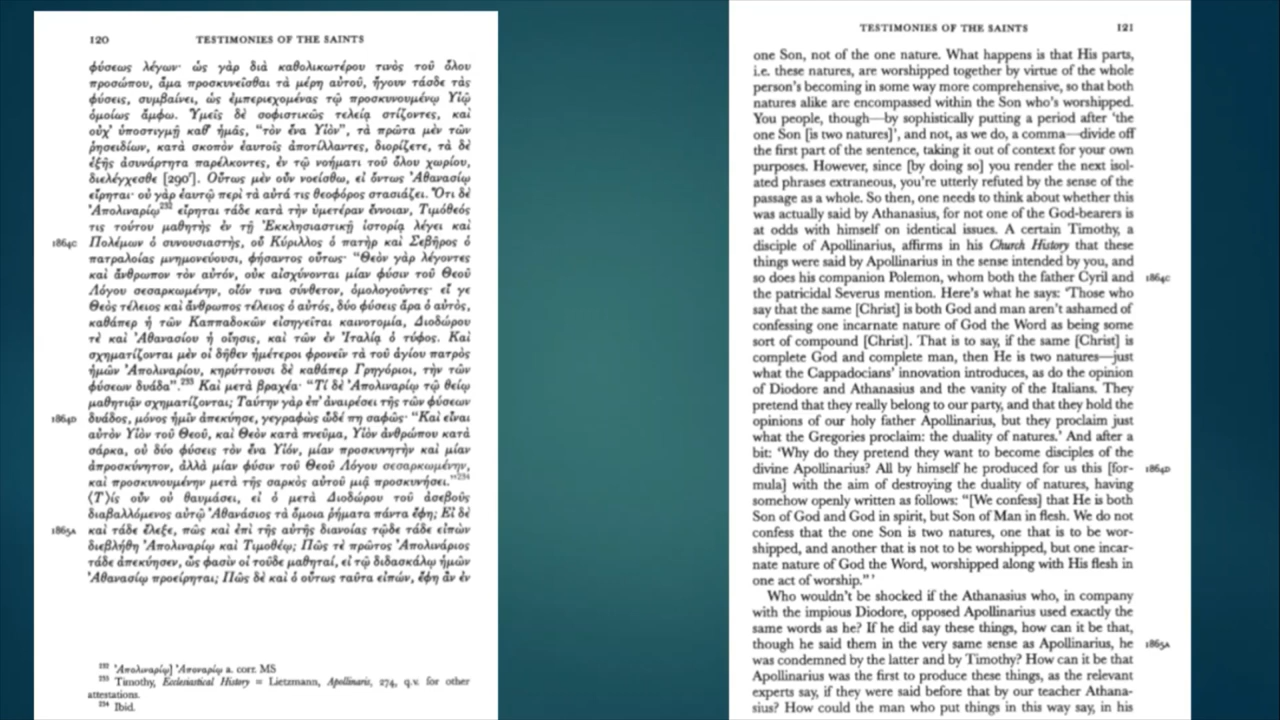 120 TESTIMONIES OF THE SAINTS
φύσεως λέγων· ὡς γὰρ διὰ καθολικωτέρου τινὸς τοῦ ὅλου
προσώπου, ἅμα προσκυνεῖσθαι τὰ μέρη αὐτοῦ, ἤγουν τάσδε τὰς
φύσεις, συμβαίνει, ὡς ἐμπεριεχομένας τῷ προσκυνουμένῳ Υἱῷ
ὁμοίως ἄμφω. Ὑμεῖς δὲ σοφιστικῶς τελείᾳ στίζοντες, καὶ
οὐχ' ὑποστιγμῇ καθ' ἡμᾶς, "τὸν ἕνα Υἱὸν", τὰ πρῶτα μὲν τῶν
ῥησειδίων, κατὰ σκοπὸν ἑαυτοῖς ἀποτίλλαντες, διορίζετε, τὰ δὲ
ἑξῆς ἀσυνάρτητα παρέλκοντες, ἐν τῷ νοήματι τοῦ ὅλου χωρίου,
διελέγχεσθε [290ʳ]. Οὕτως μὲν οὖν νοείσθω, εἰ ὄντως Ἀθανασίῳ
εἴρηται· οὐ γὰρ ἑαυτῷ περὶ τὰ αὐτά τις θεοφόρος στασιάζει. Ὅτι δὲ
Ἀπολιναρίῳ²³² εἴρηται τάδε κατὰ τὴν ὑμετέραν ἔννοιαν, Τιμόθεός
τις τούτου μαθητὴς ἐν τῇ Ἐκκλησιαστικῇ ἱστορίᾳ λέγει καὶ
1864C Πολέμων ὁ συνουσιαστὴς, οὗ Κύριλλος ὁ πατὴρ καὶ Σεβῆρος ὁ
πατραλοίας μνημονεύουσι, φήσαντος οὕτως· "Θεὸν γὰρ λέγοντες
καὶ ἄνθρωπον τὸν αὐτόν, οὐκ αἰσχύνονται μίαν φύσιν τοῦ Θεοῦ
Λόγου σεσαρκωμένην, οἷόν τινα σύνθετον, ὁμολογοῦντες· εἰ γε
Θεὸς τέλειος καὶ ἄνθρωπος τέλειος ὁ αὐτός, δύο φύσεις ἄρα ὁ αὐτὸς,
καθάπερ ἡ τῶν Καππαδοκῶν εἰσηγεῖται καινοτομία, Διοδώρου
τὲ καὶ Ἀθανασίου ἡ οἴησις, καὶ τῶν ἐν Ἰταλίᾳ ὁ τύφος. Καὶ
σχηματίζονται μὲν οἱ δῆθεν ἡμέτεροι φρονεῖν τὰ τοῦ ἁγίου πατρὸς
ἡμῶν Ἀπολιναρίου, κηρύττουσι δὲ καθάπερ Γρηγόριοι, τὴν τῶν
φύσεων δυάδα".²³³ Καὶ μετὰ βραχέα· "Τί δὲ Ἀπολιναρίῳ τῷ θείῳ
μαθητιᾶν σχηματίζονται; Ταύτην γὰρ ἐπ' ἀναιρέσει τῆς τῶν φύσεων
1864D δυάδος, μόνος ἡμῖν ἀπεκύησε, γεγραφὼς ὧδέ πη σαφῶς· "Καὶ εἶναι
αὐτὸν Υἱὸν τοῦ Θεοῦ, καὶ Θεὸν κατὰ πνεῦμα, Υἱὸν ἀνθρώπου κατὰ
σάρκα, οὐ δύο φύσεις τὸν ἕνα Υἱόν, μίαν προσκυνητὴν καὶ μίαν
ἀπροσκύνητον, ἀλλὰ μίαν φύσιν τοῦ Θεοῦ Λόγου σεσαρκωμένην,
καὶ προσκυνουμένην μετὰ τῆς σαρκὸς αὐτοῦ μιᾷ προσκυνήσει."²³⁴
⟨Τ⟩ίς οὖν οὐ θαυμάσει, εἰ ὁ μετὰ Διοδώρου τοῦ ἀσεβοῦς
διαβαλλόμενος αὐτῷ Ἀθανάσιος τὰ ὅμοια ῥήματα πάντα ἔφη; Εἰ δὲ
1865A καὶ τάδε ἔλεξε, πῶς καὶ ἐπὶ τῆς αὐτῆς διανοίας τῷδε τάδε εἰπὼν
διεβλήθη Ἀπολιναρίῳ καὶ Τιμοθέῳ; Πῶς τὲ πρῶτος Ἀπολινάριος
τάδε ἀπεκύησεν, ὥς φασὶν οἱ τοῦδε μαθηταί, εἰ τῷ διδασκάλῳ ἡμῶν
Ἀθανασίῳ προείρηται; Πῶς δὲ καὶ ὁ οὕτως ταῦτα εἰπών, ἔφη ἂν ἐν
²³² Ἀπολιναρίῳ] Ἀποναρίῳ a. corr. MS
²³³ Timothy, Ecclesiastical History = Lietzmann, Apollinaris, 274, q.v. for other
attestations.
²³⁴ Ibid.
TESTIMONIES OF THE SAINTS 121
one Son, not of the one nature. What happens is that His parts,
i.e. these natures, are worshipped together by virtue of the whole
person's becoming in some way more comprehensive, so that both
natures alike are encompassed within the Son who's worshipped.
You people, though—by sophistically putting a period after 'the
one Son [is two natures]', and not, as we do, a comma—divide off
the first part of the sentence, taking it out of context for your own
purposes. However, since [by doing so] you render the next isol-
ated phrases extraneous, you're utterly refuted by the sense of the
passage as a whole. So then, one needs to think about whether this
was actually said by Athanasius, for not one of the God-bearers is
at odds with himself on identical issues. A certain Timothy, a
disciple of Apollinarius, affirms in his Church History that these
things were said by Apollinarius in the sense intended by you, and
so does his companion Polemon, whom both the father Cyril and 1864C
the patricidal Severus mention. Here's what he says: 'Those who
say that the same [Christ] is both God and man aren't ashamed of
confessing one incarnate nature of God the Word as being some
sort of compound [Christ]. That is to say, if the same [Christ] is
complete God and complete man, then He is two natures—just
what the Cappadocians' innovation introduces, as do the opinion
of Diodore and Athanasius and the vanity of the Italians. They
pretend that they really belong to our party, and that they hold the
opinions of our holy father Apollinarius, but they proclaim just
what the Gregories proclaim: the duality of natures.' And after a
bit: 'Why do they pretend they want to become disciples of the
divine Apollinarius? All by himself he produced for us this [for- 1864D
mula] with the aim of destroying the duality of natures, having
somehow openly written as follows: "[We confess] that He is both
Son of God and God in spirit, but Son of Man in flesh. We do not
confess that the one Son is two natures, one that is to be wor-
shipped, and another that is not to be worshipped, but one incar-
nate nature of God the Word, worshipped along with His flesh in
one act of worship."'
Who wouldn't be shocked if the Athanasius who, in company
with the impious Diodore, opposed Apollinarius used exactly the
same words as he? If he did say these things, how can it be that,
though he said them in the very same sense as Apollinarius, he 1865A
was condemned by the latter and by Timothy? How can it be that
Apollinarius was the first to produce these things, as the relevant
experts say, if they were said before that by our teacher Athana-
sius? How could the man who put things in this way say, in his